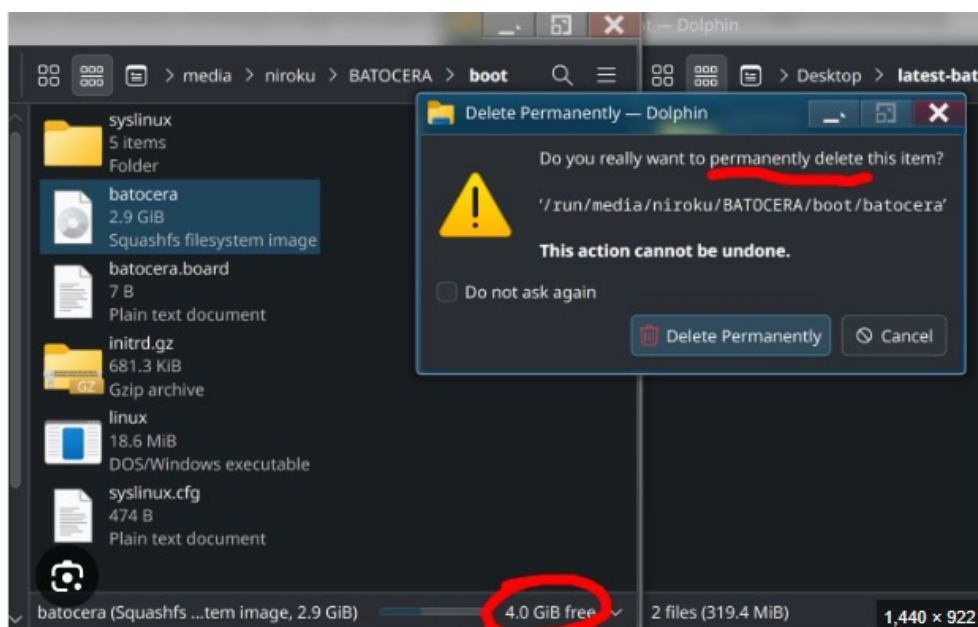 t — Dolphin
> media > niroku > BATOCERA > boot
> Desktop > latest-bat
syslinux
5 items
Folder
batocera
2.9 GiB
Squashfs filesystem image
batocera.board
7 B
Plain text document
initrd.gz
681.3 KiB
GZ
Gzip archive
linux
18.6 MiB
DOS/Windows executable
syslinux.cfg
474 B
Plain text document
Delete Permanently — Dolphin
Do you really want to permanently delete this item?
'/run/media/niroku/BATOCERA/boot/batocera'
This action cannot be undone.
Do not ask again
Delete Permanently
Cancel
batocera (Squashfs ...tem image, 2.9 GiB)
4.0 GiB free
2 files (319.4 MiB)
1,440 × 922